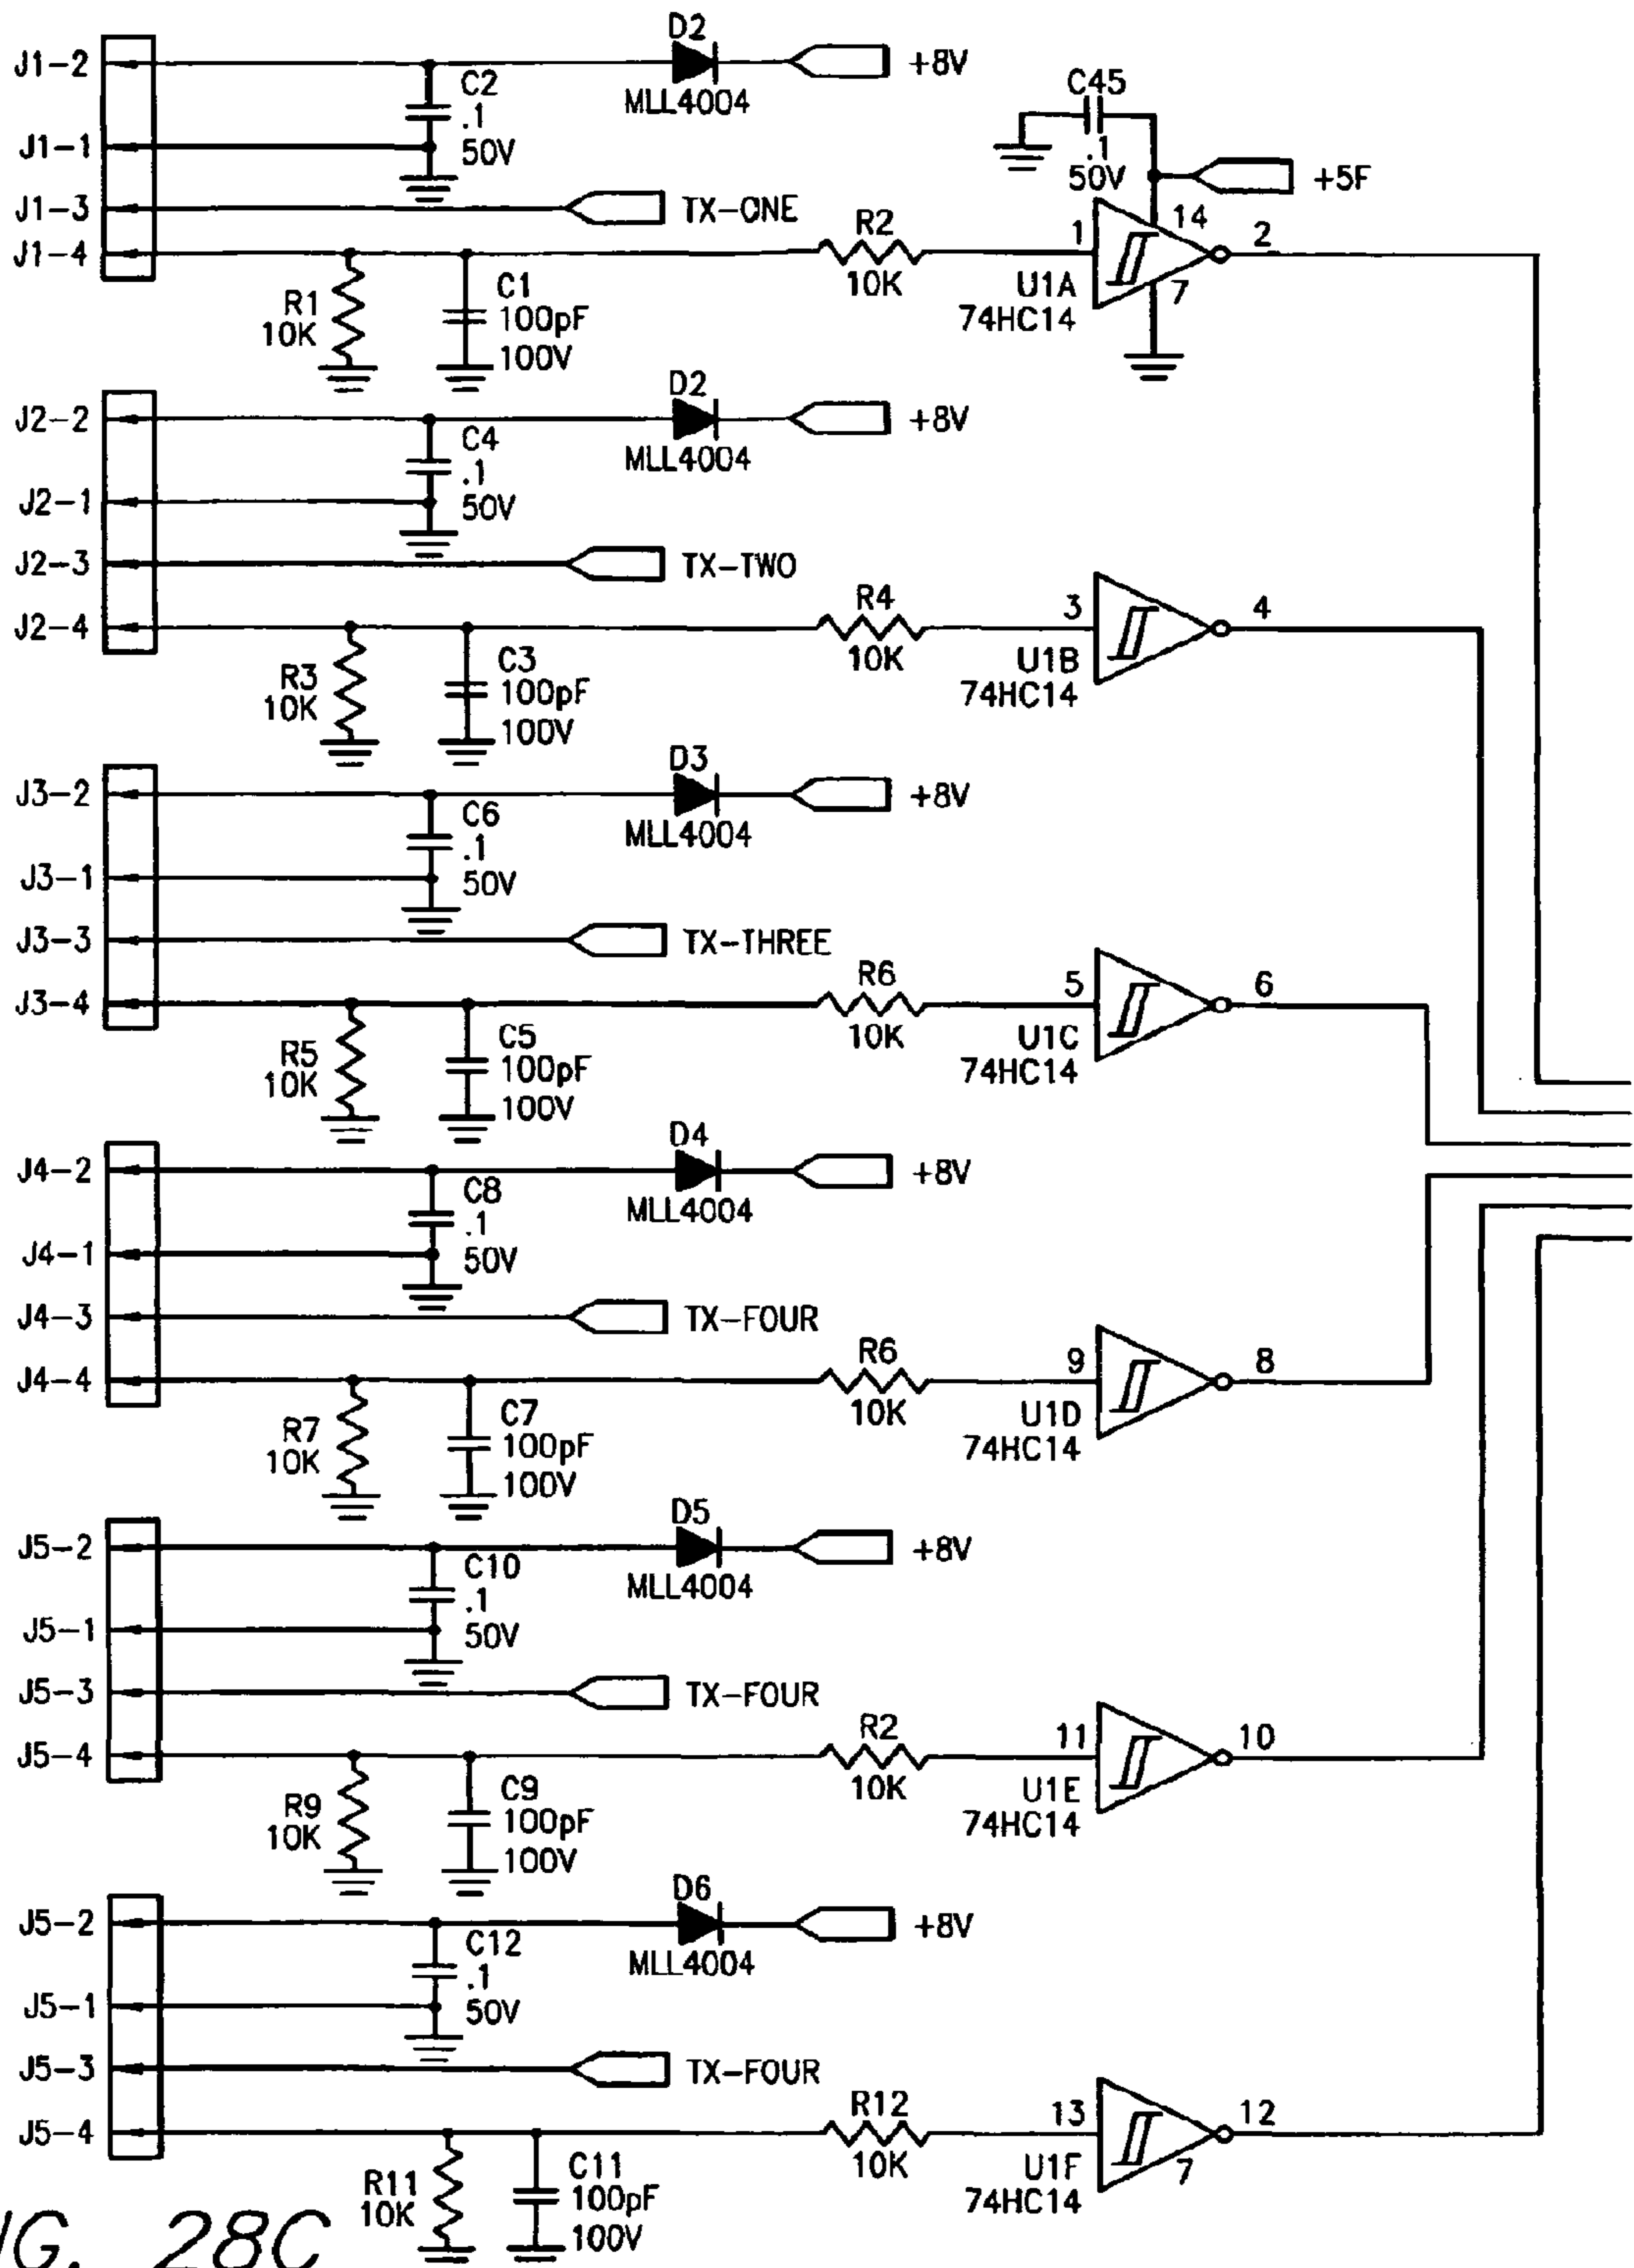 D2
J1-2
+8V
C2
MLL4004
.1
50V
J1-1
C45
.1
50V
+5F
J1-3
TX-ONE
J1-4
R2
10K
1
14
2
7
U1A
74HC14
R1
10K
C1
100pF
100V
D2
J2-2
+8V
C4
MLL4004
.1
50V
J2-1
J2-3
TX-TWO
J2-4
R4
10K
3
4
U1B
74HC14
R3
10K
C3
100pF
100V
D3
J3-2
+8V
C6
MLL4004
.1
50V
J3-1
J3-3
TX-THREE
J3-4
R6
10K
5
6
U1C
74HC14
R5
10K
C5
100pF
100V
D4
J4-2
+8V
C8
MLL4004
.1
50V
J4-1
J4-3
TX-FOUR
J4-4
R6
10K
9
8
U1D
74HC14
R7
10K
C7
100pF
100V
D5
J5-2
+8V
C10
MLL4004
.1
50V
J5-1
J5-3
TX-FOUR
J5-4
R2
10K
11
10
U1E
74HC14
R9
10K
C9
100pF
100V
D6
J5-2
+8V
C12
MLL4004
.1
50V
J5-1
J5-3
TX-FOUR
J5-4
R12
10K
13
12
7
U1F
74HC14
R11
10K
C11
100pF
100V
IG. 28C